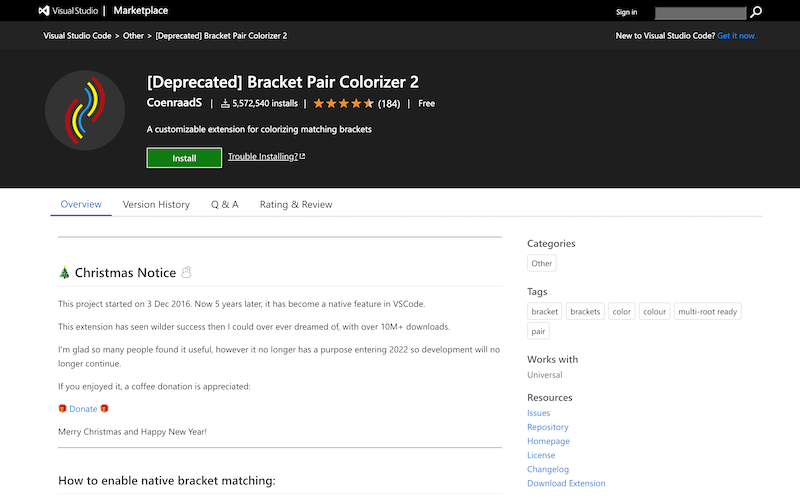 Visual Studio | Marketplace
Sign in
Visual Studio Code > Other > [Deprecated] Bracket Pair Colorizer 2
New to Visual Studio Code? Get it now.
[Deprecated] Bracket Pair Colorizer 2
CoenraadS | 5,572,540 installs | (184) | Free
A customizable extension for colorizing matching brackets
Install
Trouble Installing?
Overview
Version History
Q & A
Rating & Review
Christmas Notice
This project started on 3 Dec 2016. Now 5 years later, it has become a native feature in VSCode.
This extension has seen wilder success then I could over ever dreamed of, with over 10M+ downloads.
I'm glad so many people found it useful, however it no longer has a purpose entering 2022 so development will no
longer continue.
If you enjoyed it, a coffee donation is appreciated:
Donate
Merry Christmas and Happy New Year!
How to enable native bracket matching:
Categories
Other
Tags
bracket
brackets
color
colour
multi-root ready
pair
Works with
Universal
Resources
Issues
Repository
Homepage
License
Changelog
Download Extension